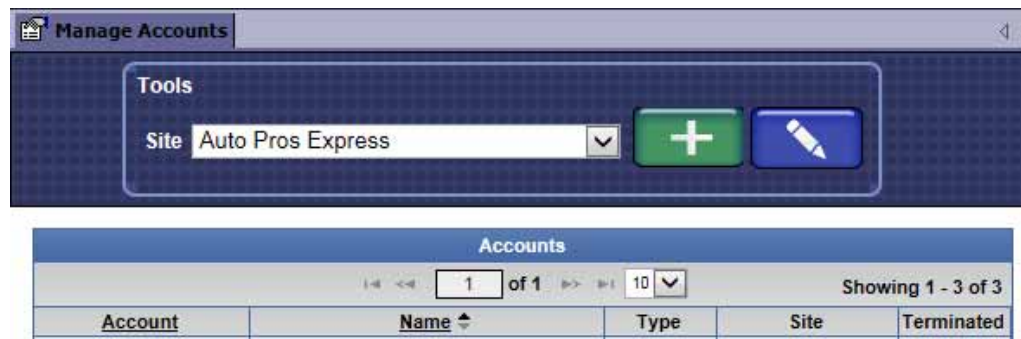 Manage Accounts
Tools
Site Auto Pros Express
Accounts
1 of 1 10 Showing 1 - 3 of 3
Account Name Type Site Terminated